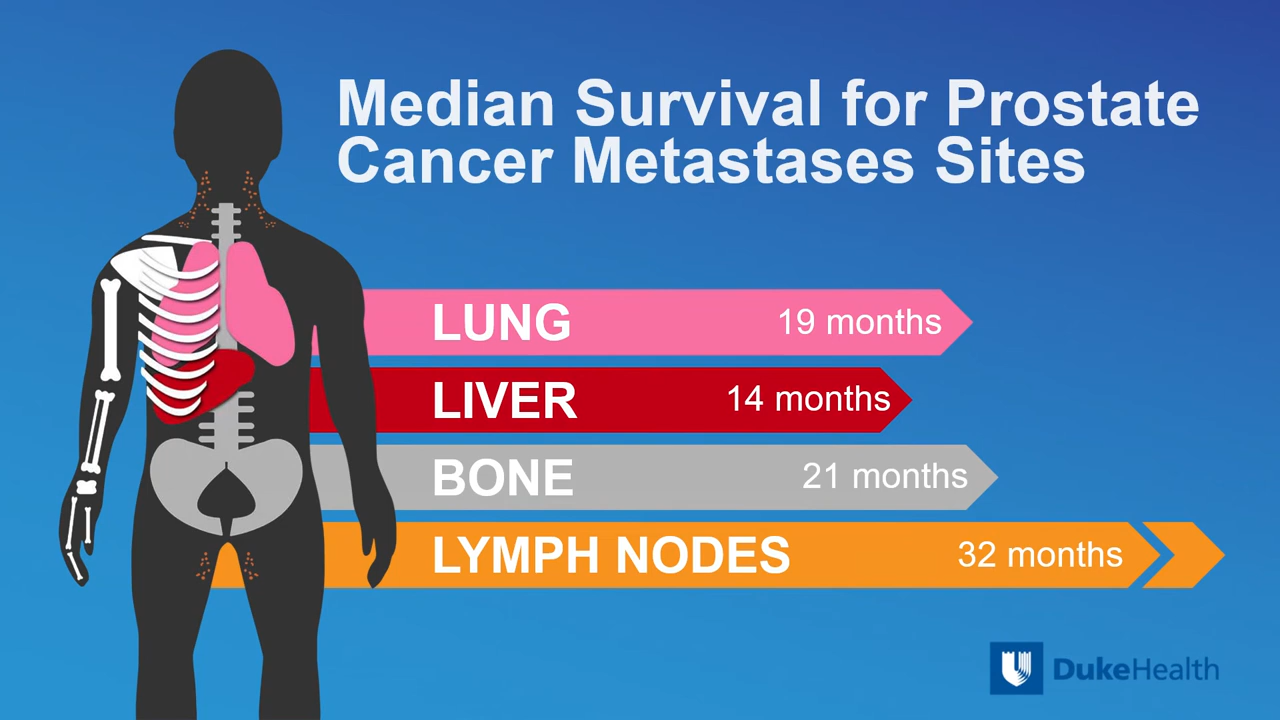 Median Survival for Prostate
Cancer Metastases Sites
LUNG 19 months
LIVER 14 months
BONE 21 months
LYMPH NODES 32 months
DukeHealth